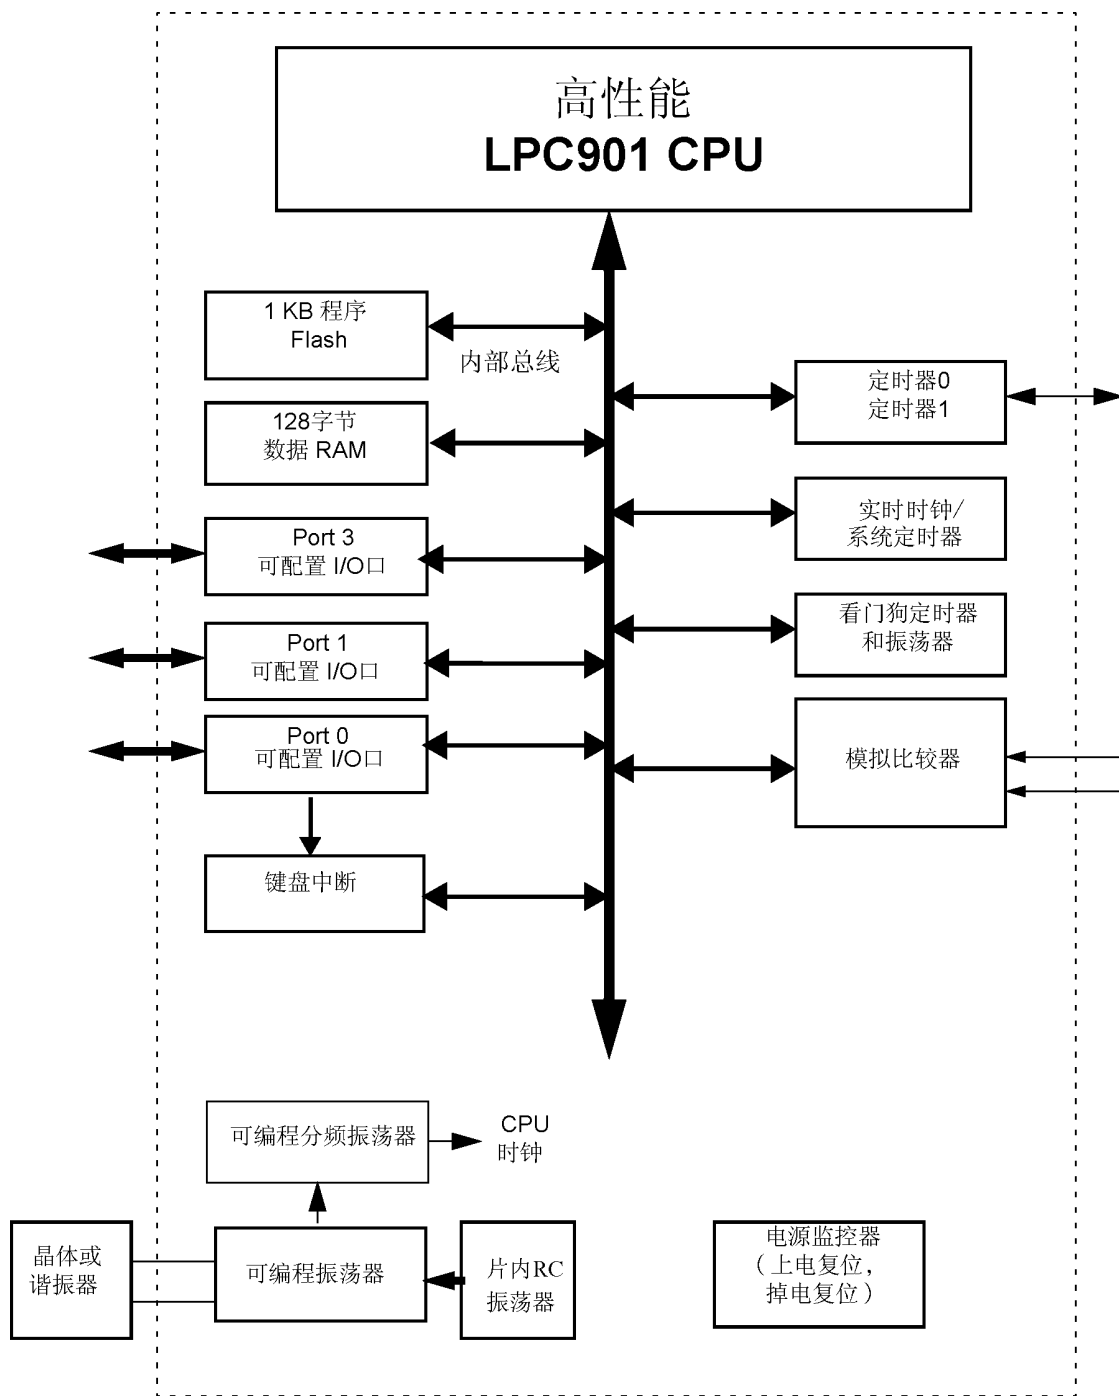 高性能
LPC901 CPU
1 KB 程序
Flash
内部总线
定时器0
定时器1
128字节
数据 RAM
实时时钟/
系统定时器
Port 3
可配置 I/O口
看门狗定时器
和振荡器
Port 1
可配置 I/O口
Port 0
可配置 I/O口
模拟比较器
键盘中断
可编程分频振荡器
CPU
时钟
晶体或
谐振器
可编程振荡器
片内RC
振荡器
电源监控器
（上电复位，
掉电复位）